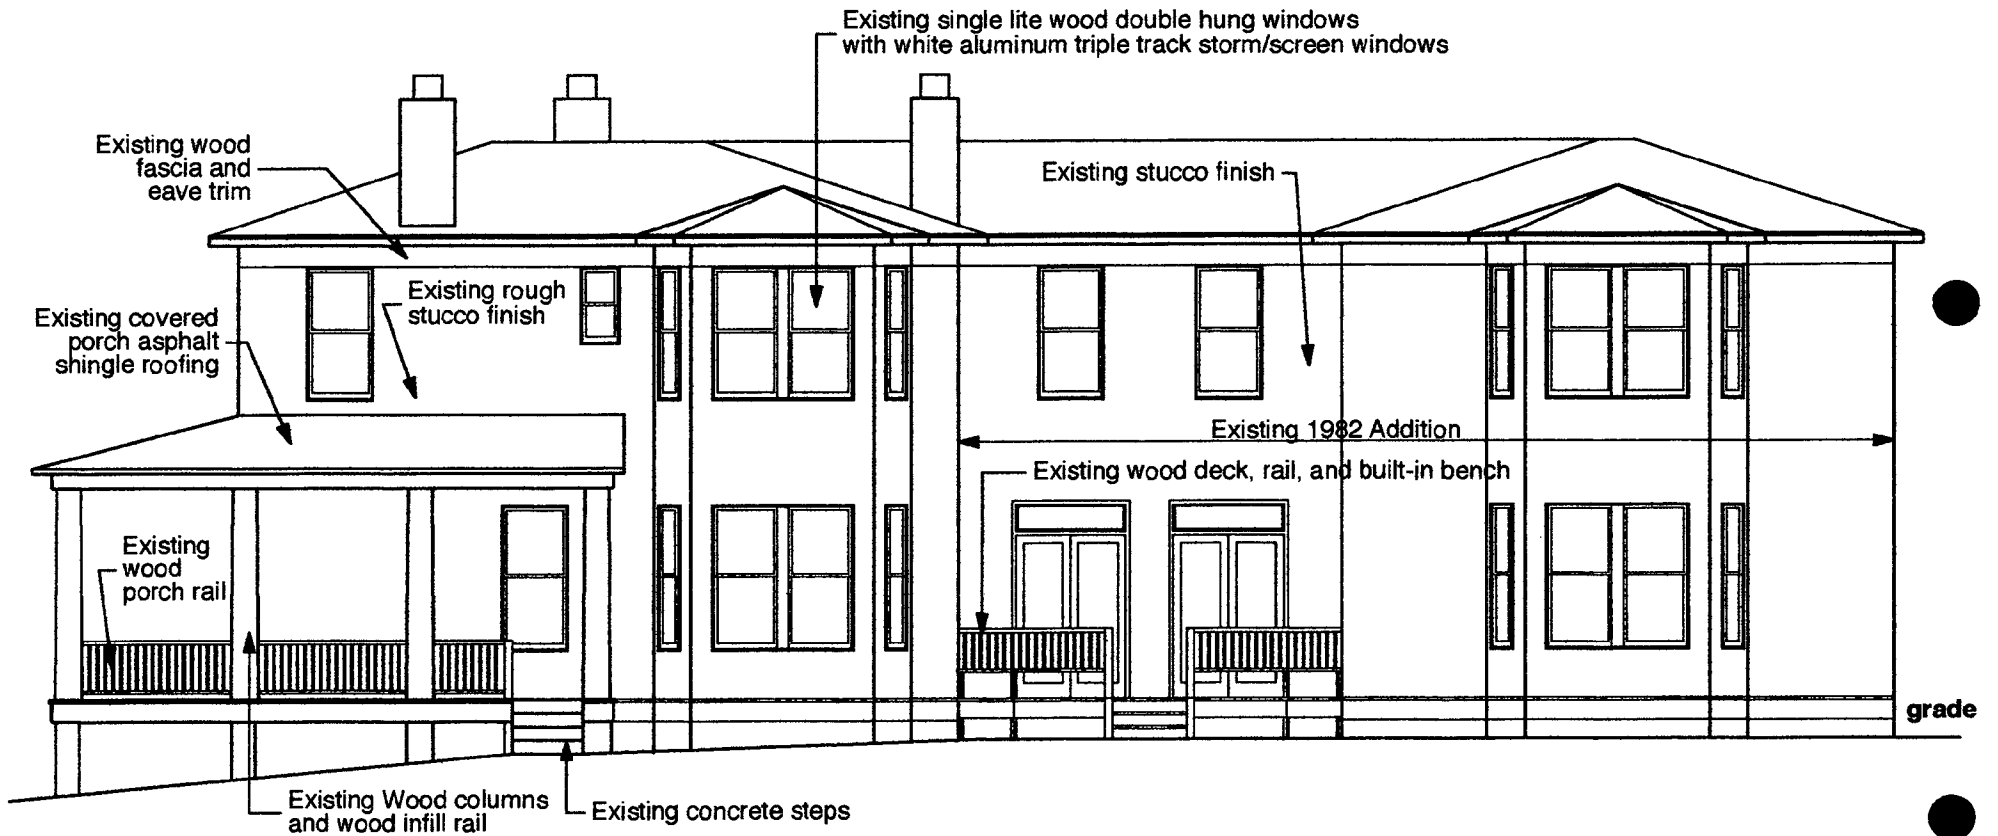 Existing single lite wood double hung windows
with white aluminum triple track storm/screen windows
Existing wood
fascia and
eave trim
Existing stucco finish
Existing rough
stucco finish
Existing covered
porch asphalt
shingle roofing
Existing 1982 Addition
Existing wood deck, rail, and built-in bench
Existing
wood
porch rail
grade
Existing Wood columns
and wood infill rail
Existing concrete steps